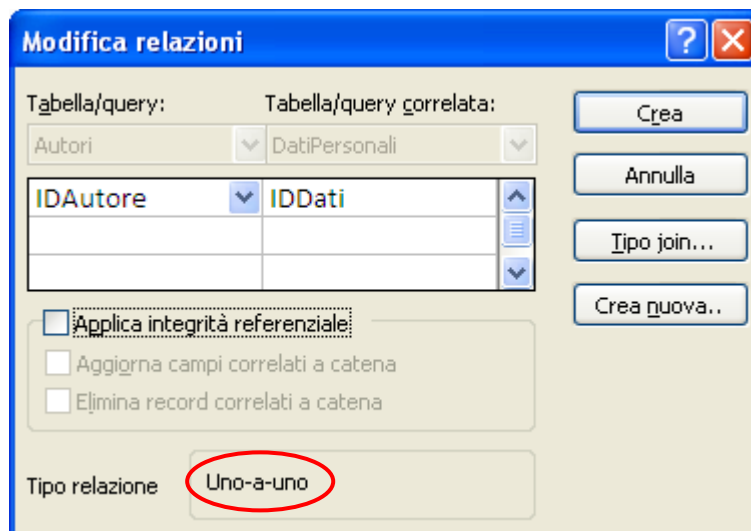 Modifica relazioni
Tabella/query:
Tabella/query correlata:
Crea
Autori
DatiPersonali
Annulla
IDAutore
IDDati
Tipo join...
Crea nuova..
Applica integrità referenziale
Aggiorna campi correlati a catena
Elimina record correlati a catena
Tipo relazione
Uno-a-uno